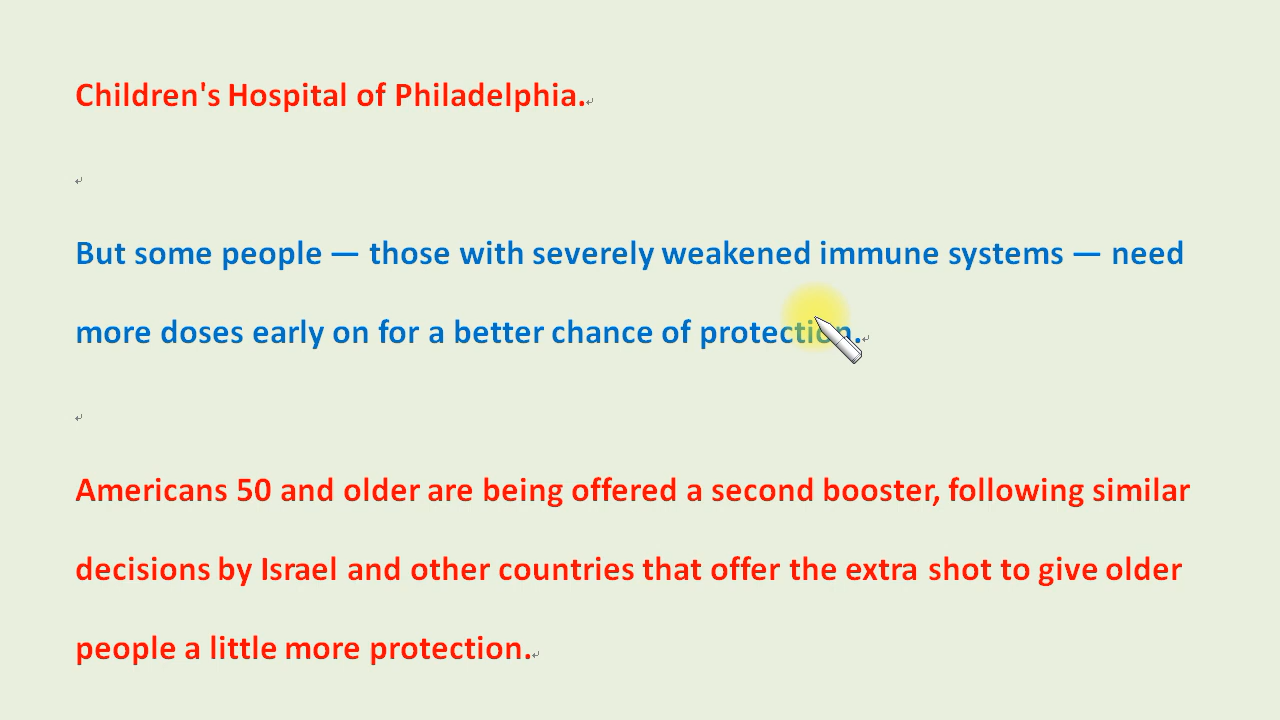 Children's Hospital of Philadelphia.
But some people — those with severely weakened immune systems — need
more doses early on for a better chance of protection.
Americans 50 and older are being offered a second booster, following similar
decisions by Israel and other countries that offer the extra shot to give older
people a little more protection.